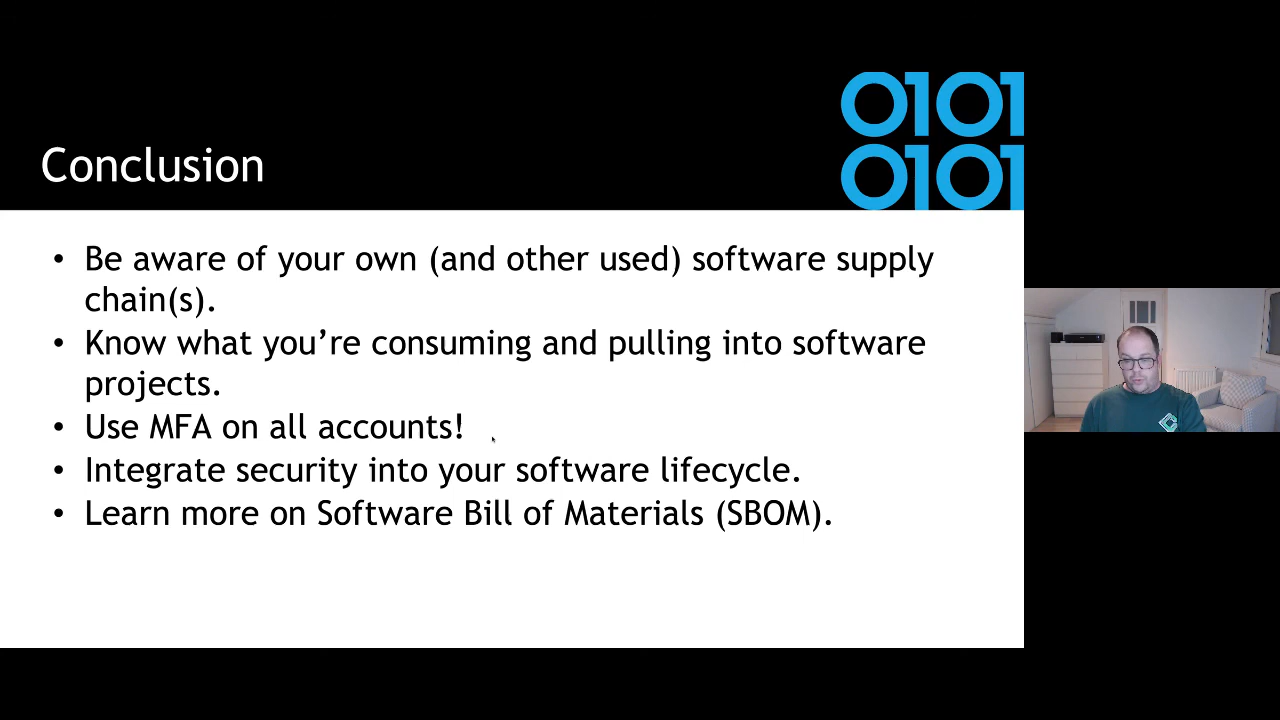 0101
0101
Conclusion
• Be aware of your own (and other used) software supply
chain(s).
• Know what you’re consuming and pulling into software
projects.
• Use MFA on all accounts!
• Integrate security into your software lifecycle.
• Learn more on Software Bill of Materials (SBOM).